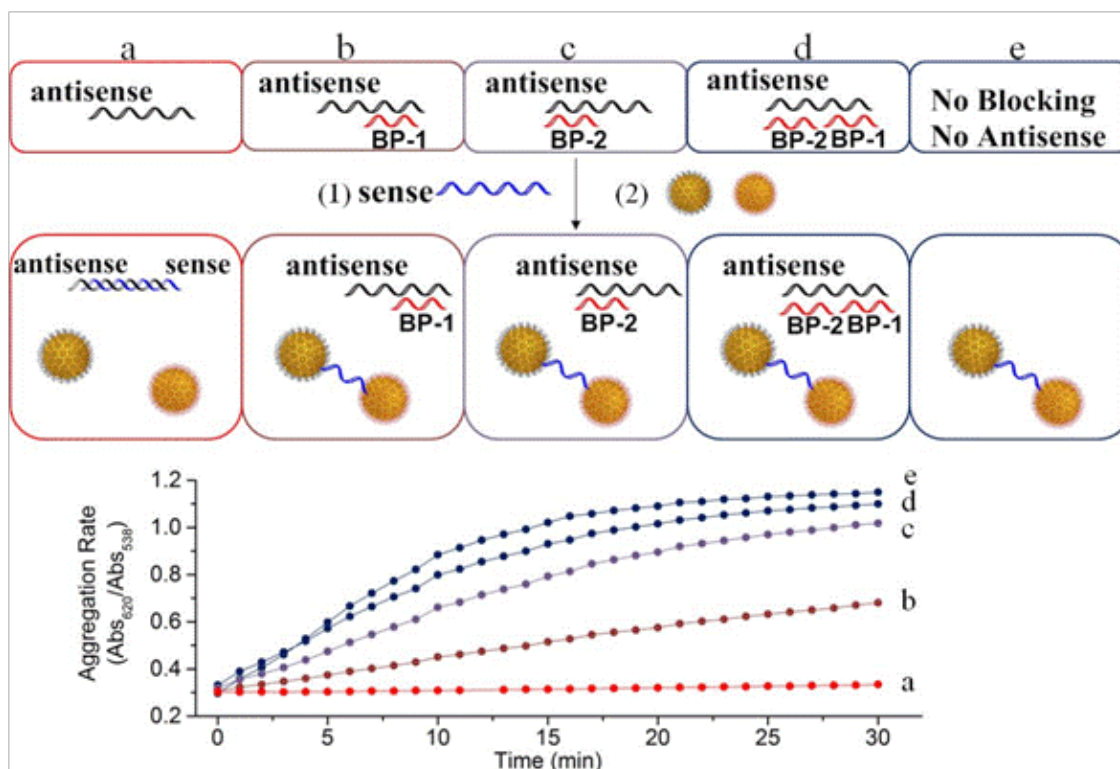 a
b
c
d
e
antisense
antisense
BP-1
antisense
BP-2
antisense
BP-2 BP-1
No Blocking
No Antisense
(1) sense
(2)
antisense sense
antisense
BP-1
antisense
BP-2
antisense
BP-2 BP-1
Aggregation Rate
(Abs620/Abs538)
1.2
1.0
0.8
0.6
0.4
0.2
e
d
c
b
a
0 5 10 15 20 25 30
Time (min)